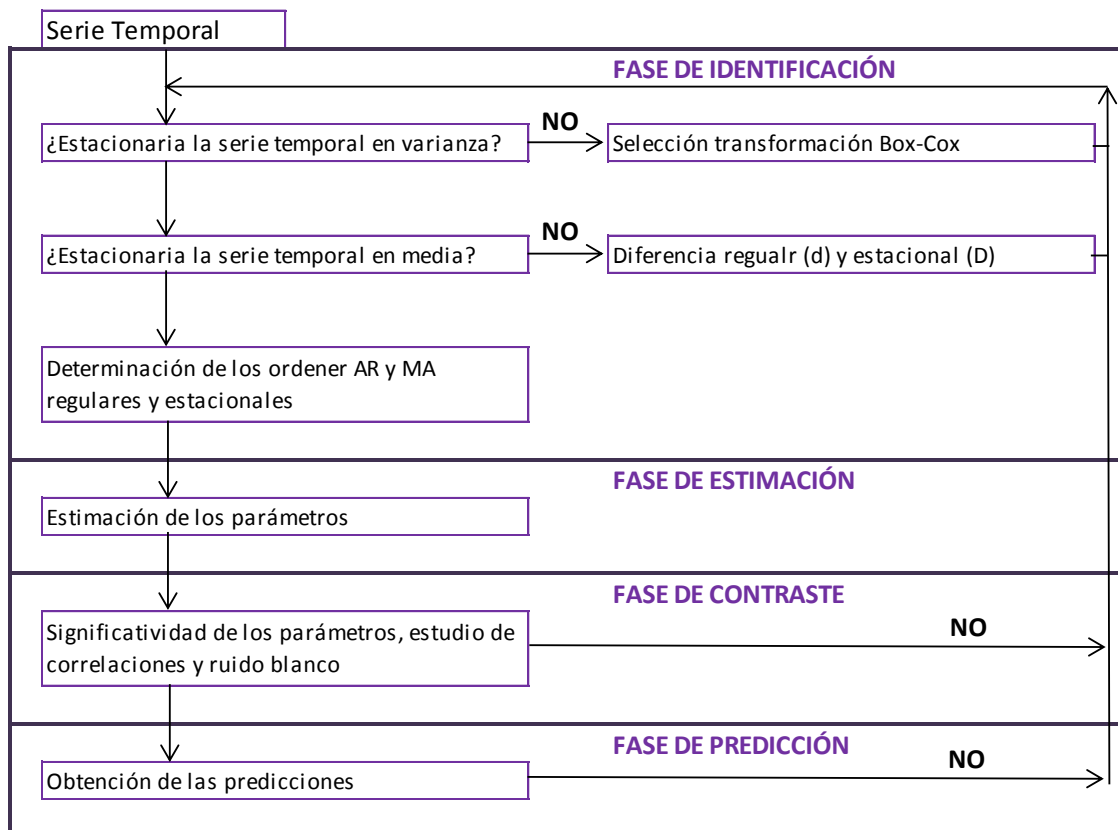 Serie Temporal
FASE DE IDENTIFICACIÓN
¿Estacionaria la serie temporal en varianza?
NO
Selección transformación Box-Cox
¿Estacionaria la serie temporal en media?
NO
Diferencia regualr (d) y estacional (D)
Determinación de los ordener AR y MA
regulares y estacionales
FASE DE ESTIMACIÓN
Estimación de los parámetros
FASE DE CONTRASTE
Significatividad de los parámetros, estudio de
correlaciones y ruido blanco
NO
FASE DE PREDICCIÓN
Obtención de las predicciones
NO